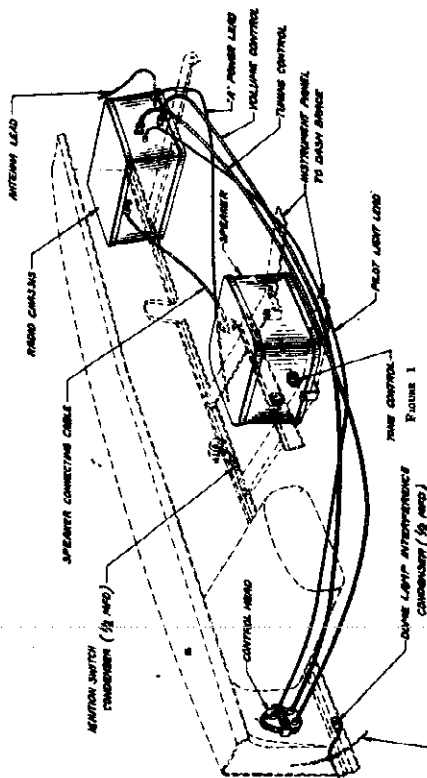 ANTENNA LEAD
RADIO CHASSIS
SPEAKER CONNECTING CABLE
IGNITION SWITCH
CONDENSER (½ MFD)
CONTROL HEAD
"A" POWER LEAD
VOLUME CONTROL
TUNING CONTROL
SPEAKER
INSTRUMENT PANEL
TO DASH BRACE
PILOT LIGHT LEAD
TONE CONTROL
FIGURE 1
DOME LAMP INTERFERENCE
CONDENSER (½ MFD)